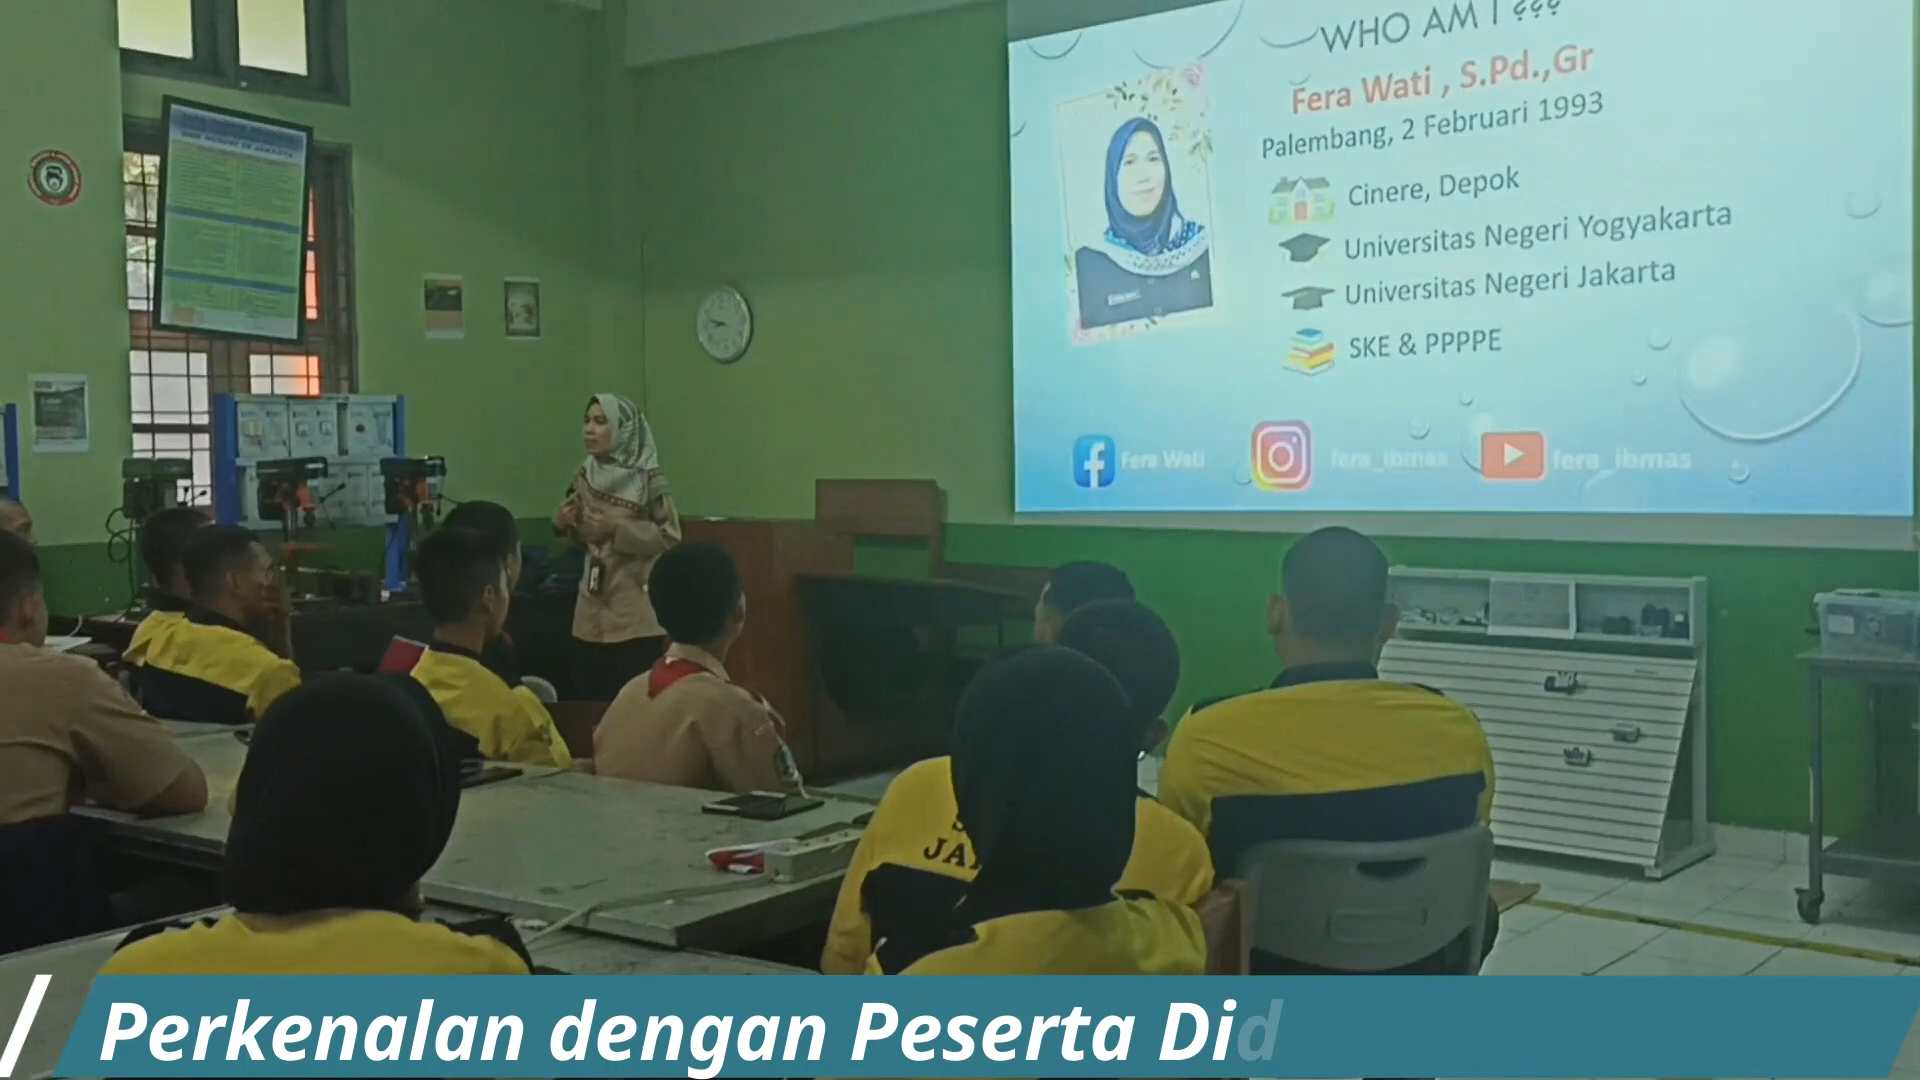 WHO AM I ???
Fera Wati , S.Pd.,Gr
Palembang, 2 Februari 1993
Cinere, Depok
Universitas Negeri Yogyakarta
Universitas Negeri Jakarta
SKE & PPPPE
Fera Wati
fera_ibmas
fera_ibmas
JA
Perkenalan dengan Peserta Did